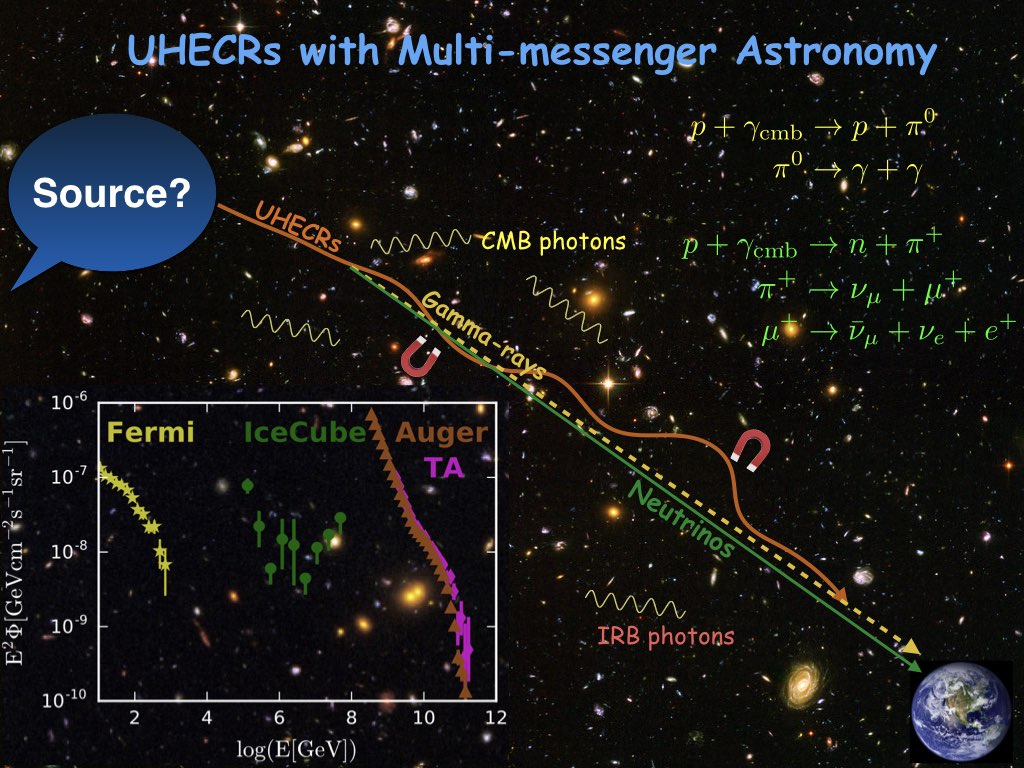 UHECRs with Multi-messenger Astronomy
p + γcmb → p + π⁰
π⁰ → γ + γ
Source?
UHECRs
CMB photons
p + γcmb → n + π⁺
π⁺ → νμ + μ⁺
μ⁺ → ν̄μ + νe + e⁺
Gamma-rays
Neutrinos
IRB photons
Fermi
IceCube
Auger
TA
10⁻⁶
10⁻⁷
10⁻⁸
10⁻⁹
10⁻¹⁰
E²Φ[GeVcm⁻²s⁻¹sr⁻¹]
2 4 6 8 10 12
log(E[GeV])